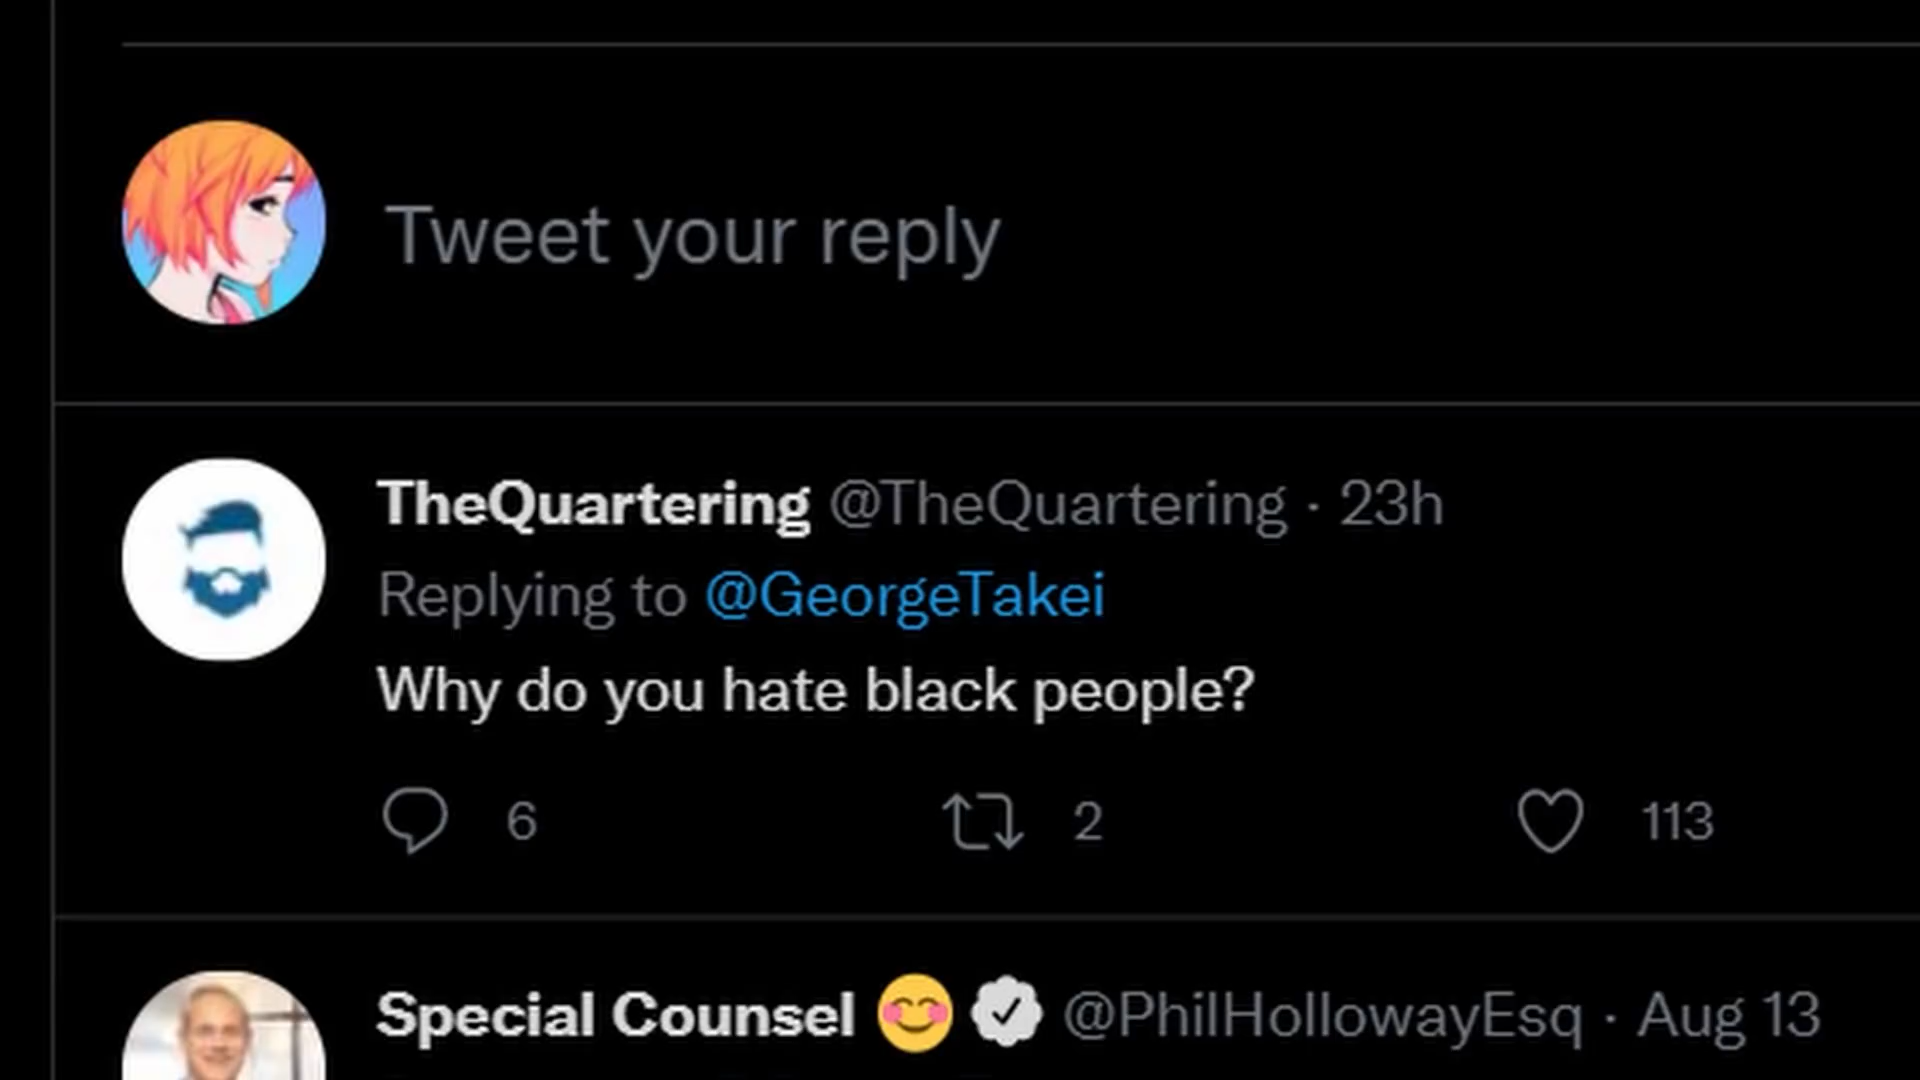 Tweet your reply
TheQuartering @TheQuartering · 23h
Replying to @GeorgeTakei
Why do you hate black people?
6 2 113
Special Counsel 😊 @PhilHollowayEsq · Aug 13